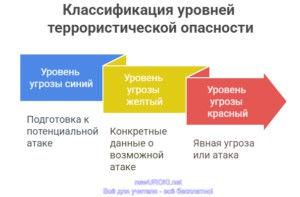 Классификация уровней
террористической опасности
Уровень
угрозы синий
Уровень
угрозы
желтый
Уровень
угрозы
красный
Подготовка к
потенциальной
атаке
Конкретные
данные о
возможной
атаке
Явная угроза
или атака
newUROKI.net
Всё для учителя - всё бесплатно!